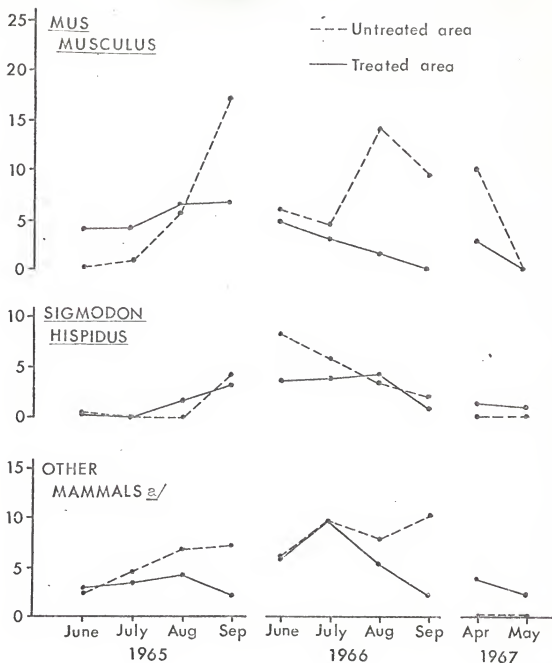 MUS
MUSCULUS
Untreated area
Treated area
25
20
15
10
5
0
SIGMODON
HISPIDUS
10
5
0
OTHER
MAMMALS a/
15
10
5
0
June July Aug Sep June July Aug Sep Apr May
1965 1966 1967